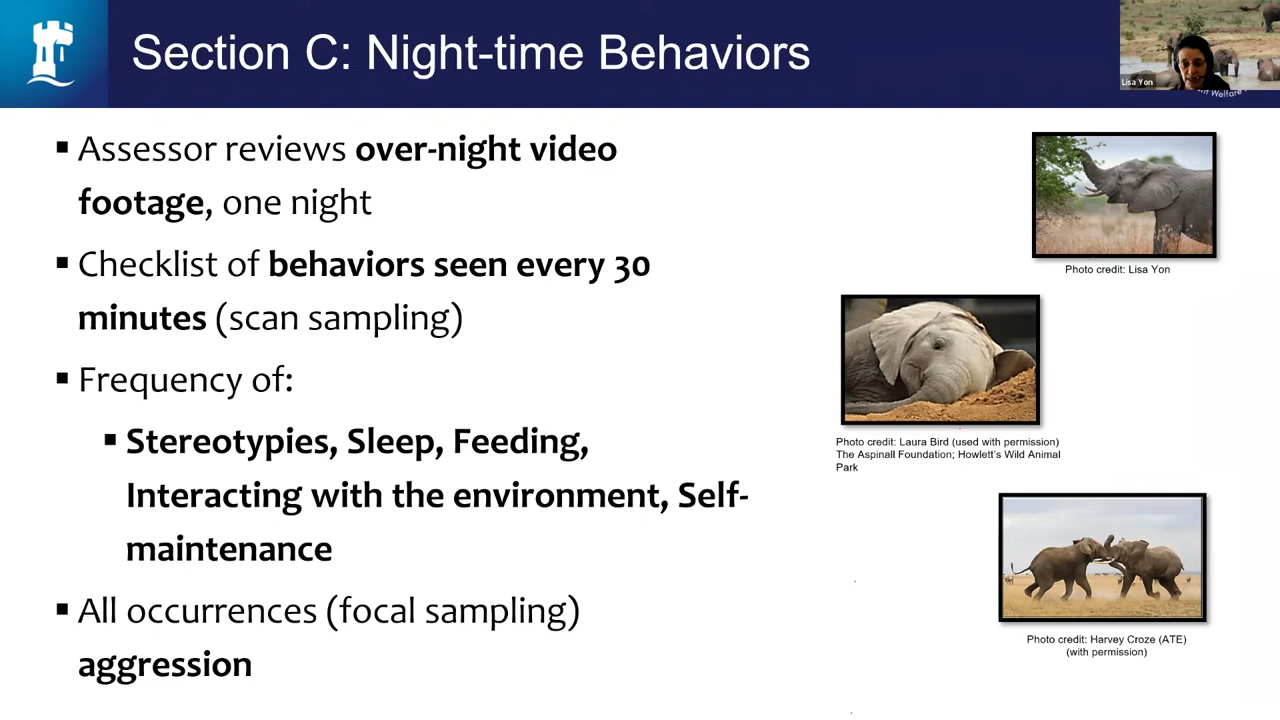 Section C: Night-time Behaviors
Lisa Yon
Welfare
▪ Assessor reviews over-night video
footage, one night
▪ Checklist of behaviors seen every 30
minutes (scan sampling)
▪ Frequency of:
▪ Stereotypies, Sleep, Feeding,
Interacting with the environment, Self-
maintenance
▪ All occurrences (focal sampling)
aggression
Photo credit: Lisa Yon
Photo credit: Laura Bird (used with permission)
The Aspinall Foundation; Howlett's Wild Animal
Park
Photo credit: Harvey Croze (ATE)
(with permission)